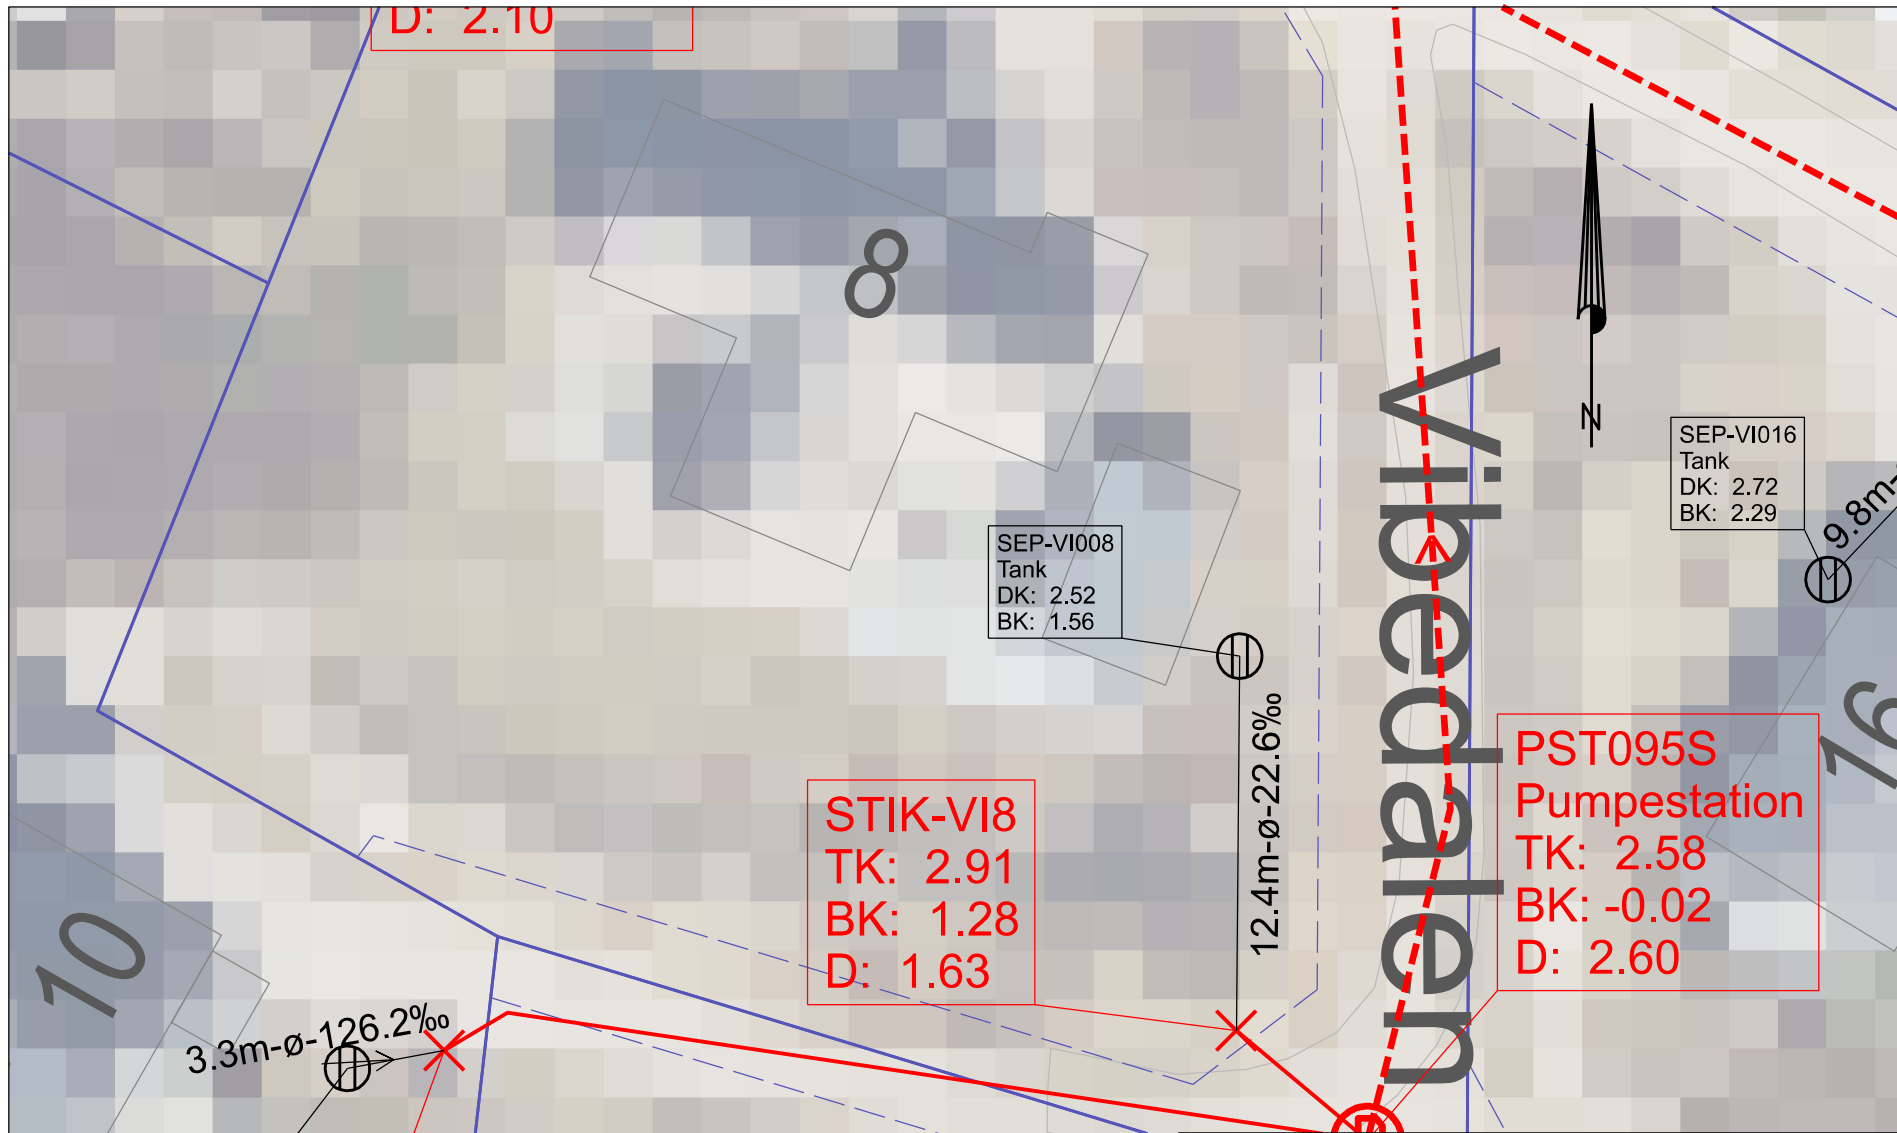 D: 2.10
8
Vibedalen
N
SEP-VI016
Tank
DK: 2.72
BK: 2.29
9.8m-
SEP-VI008
Tank
DK: 2.52
BK: 1.56
12.4m-ø-22.6‰
STIK-VI8
TK: 2.91
BK: 1.28
D: 1.63
PST095S
Pumpestation
TK: 2.58
BK: -0.02
D: 2.60
16
10
3.3m-ø-126.2‰